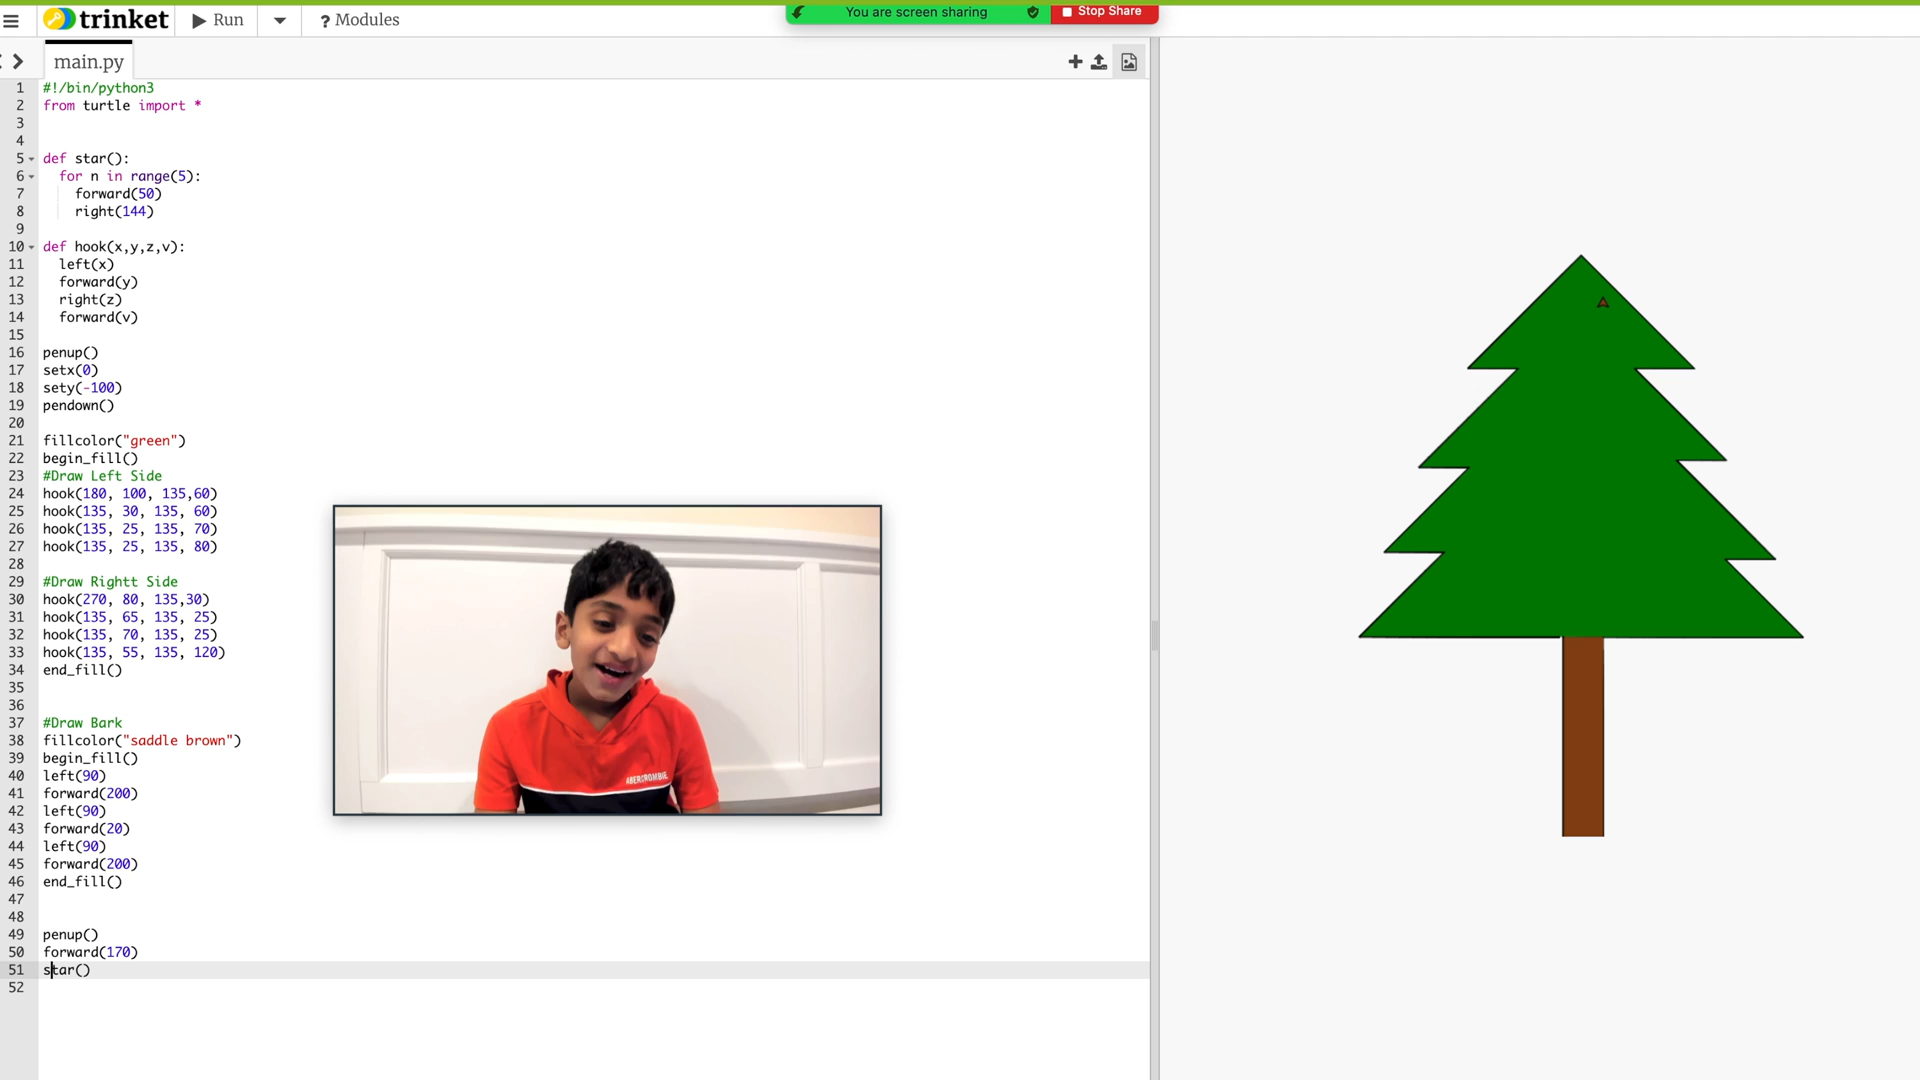 trinket
Run
? Modules
You are screen sharing
Stop Share
main.py
1 #!/bin/python3
2 from turtle import *
3
4
5 def star():
6 for n in range(5):
7 forward(50)
8 right(144)
9
10 def hook(x,y,z,v):
11 left(x)
12 forward(y)
13 right(z)
14 forward(v)
15
16 penup()
17 setx(0)
18 sety(-100)
19 pendown()
20
21 fillcolor("green")
22 begin_fill()
23 #Draw Left Side
24 hook(180, 100, 135,60)
25 hook(135, 30, 135, 60)
26 hook(135, 25, 135, 70)
27 hook(135, 25, 135, 80)
28
29 #Draw Rightt Side
30 hook(270, 80, 135,30)
31 hook(135, 65, 135, 25)
32 hook(135, 70, 135, 25)
33 hook(135, 55, 135, 120)
34 end_fill()
35
36
37 #Draw Bark
38 fillcolor("saddle brown")
39 begin_fill()
40 left(90)
41 forward(200)
42 left(90)
43 forward(20)
44 left(90)
45 forward(200)
46 end_fill()
47
48
49 penup()
50 forward(170)
51 star()
52
ABERCROMBIE